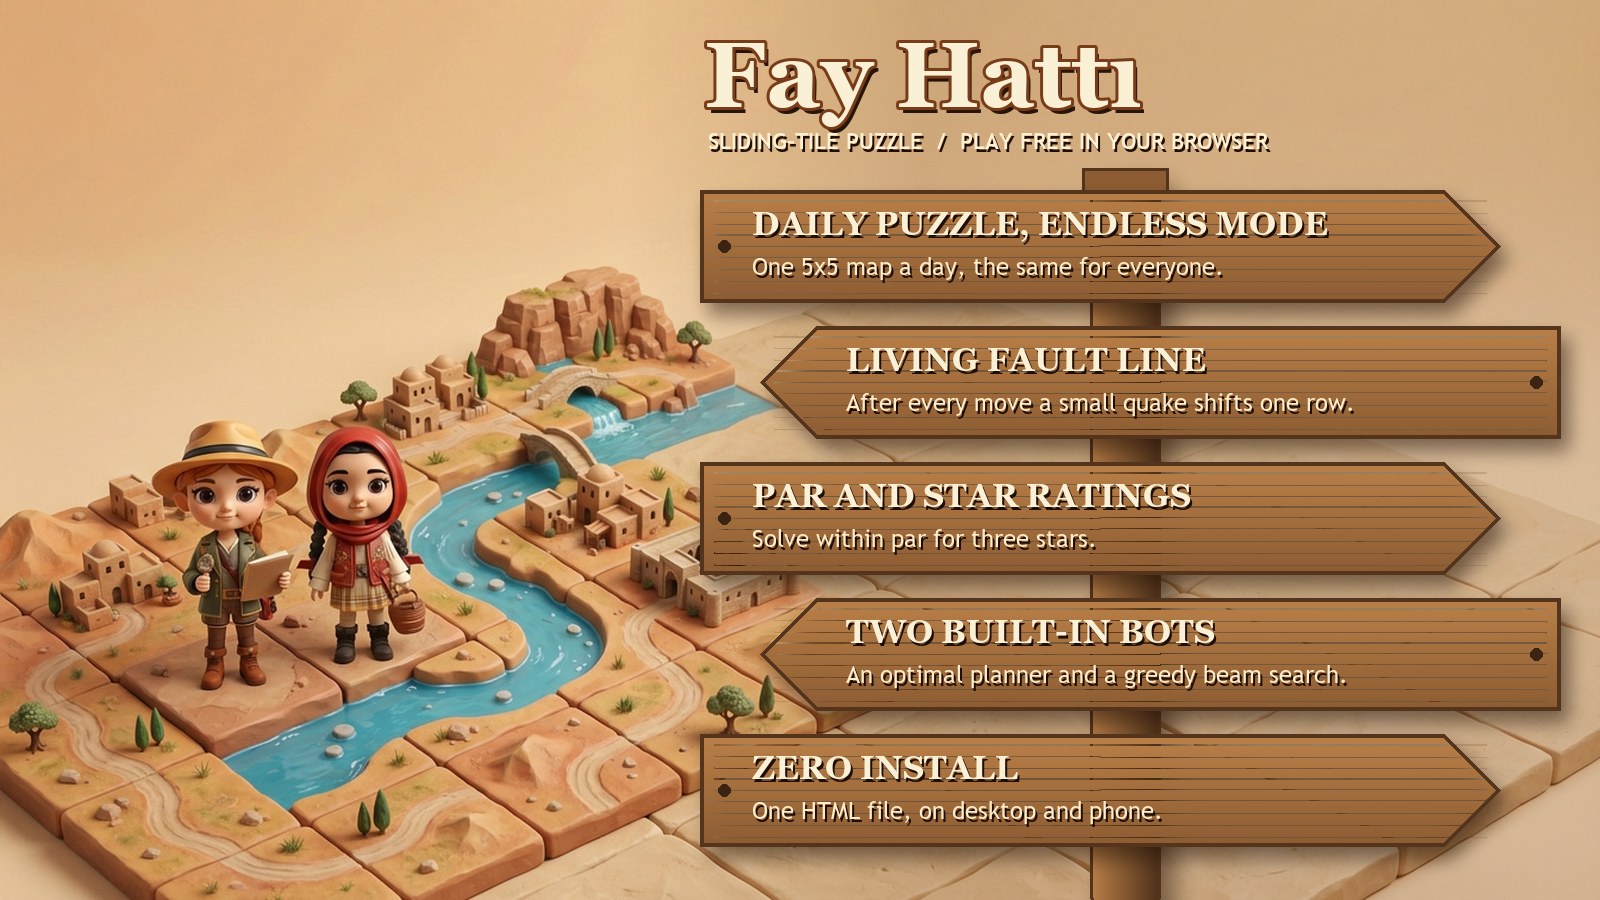 Fay Hattı
SLIDING-TILE PUZZLE / PLAY FREE IN YOUR BROWSER
DAILY PUZZLE, ENDLESS MODE
One 5x5 map a day, the same for everyone.
LIVING FAULT LINE
After every move a small quake shifts one row.
PAR AND STAR RATINGS
Solve within par for three stars.
TWO BUILT-IN BOTS
An optimal planner and a greedy beam search.
ZERO INSTALL
One HTML file, on desktop and phone.